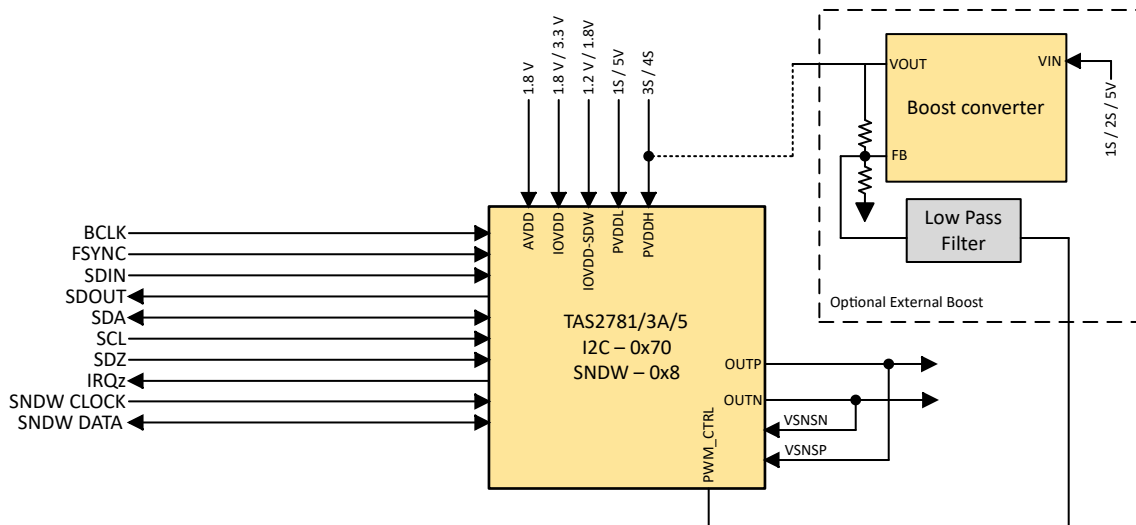 1.8 V
1.8 V / 3.3 V
1.2 V / 1.8V
1S / 5V
3S / 4S
VOUT
VIN
Boost converter
FB
1S / 2S / 5V
Low Pass
Filter
Optional External Boost
AVDD
IOVDD
IOVDD-SDW
PVDDL
PVDDH
BCLK
FSYNC
SDIN
SDOUT
SDA
SCL
SDZ
IRQz
SNDW CLOCK
SNDW DATA
TAS2781/3A/5
I2C – 0x70
SNDW – 0x8
OUTP
OUTN
VSNSN
VSNSP
PWM_CTRL